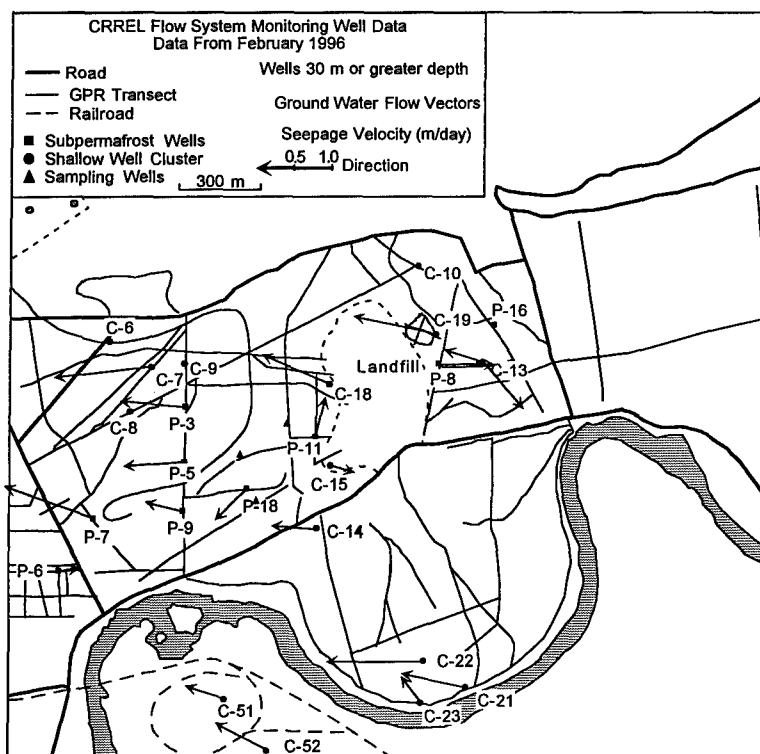 CRREL Flow System Monitoring Well Data
Data From February 1996
Road
Wells 30 m or greater depth
GPR Transect
Railroad
Ground Water Flow Vectors
Subpermafrost Wells
Seepage Velocity (m/day)
Shallow Well Cluster
0.5 1.0
Direction
Sampling Wells
300 m
C-10
P-16
C-6
C-19
C-9
Landfill
C-7
P-8
C-13
C-18
C-8
P-3
P-11
P-5
C-15
P-18
P-7
P-9
C-14
P-6
C-22
C-21
C-51
C-23
C-52